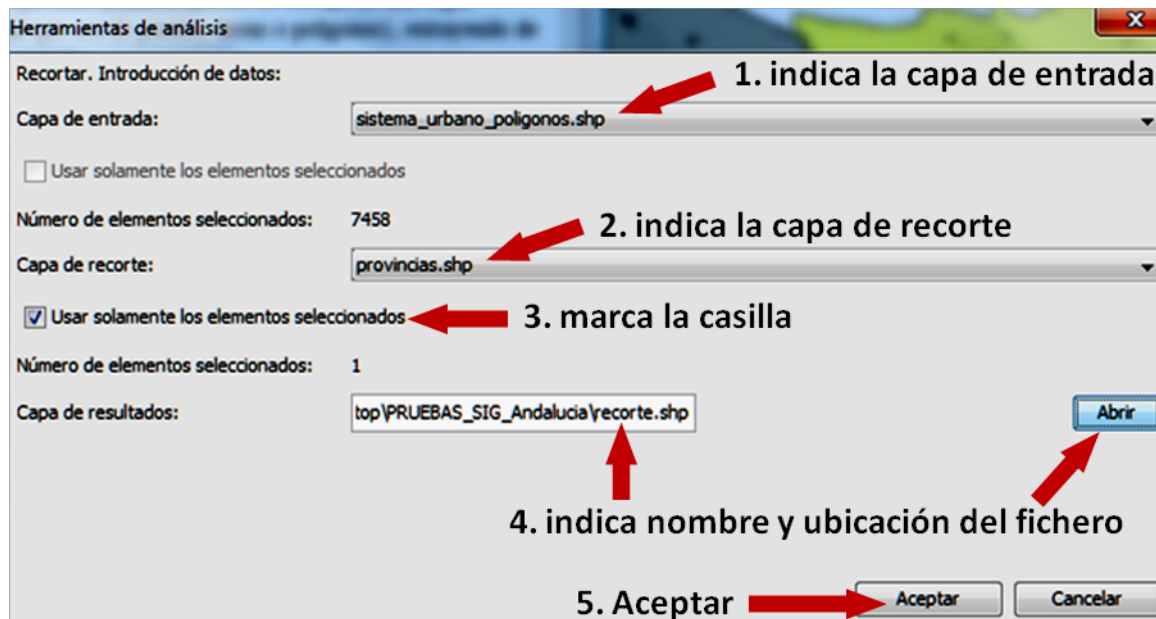 Herramientas de análisis
Recortar. Introducción de datos:
1. indica la capa de entrada
Capa de entrada:
sistema_urbano_poligonos.shp
Usar solamente los elementos seleccionados
Número de elementos seleccionados: 7458
2. indica la capa de recorte
Capa de recorte:
provincias.shp
Usar solamente los elementos seleccionados
3. marca la casilla
Número de elementos seleccionados: 1
Capa de resultados:
top\PRUEBAS_SIG_Andalucia\recorte.shp
Abrir
4. indica nombre y ubicación del fichero
5. Aceptar
Aceptar
Cancelar